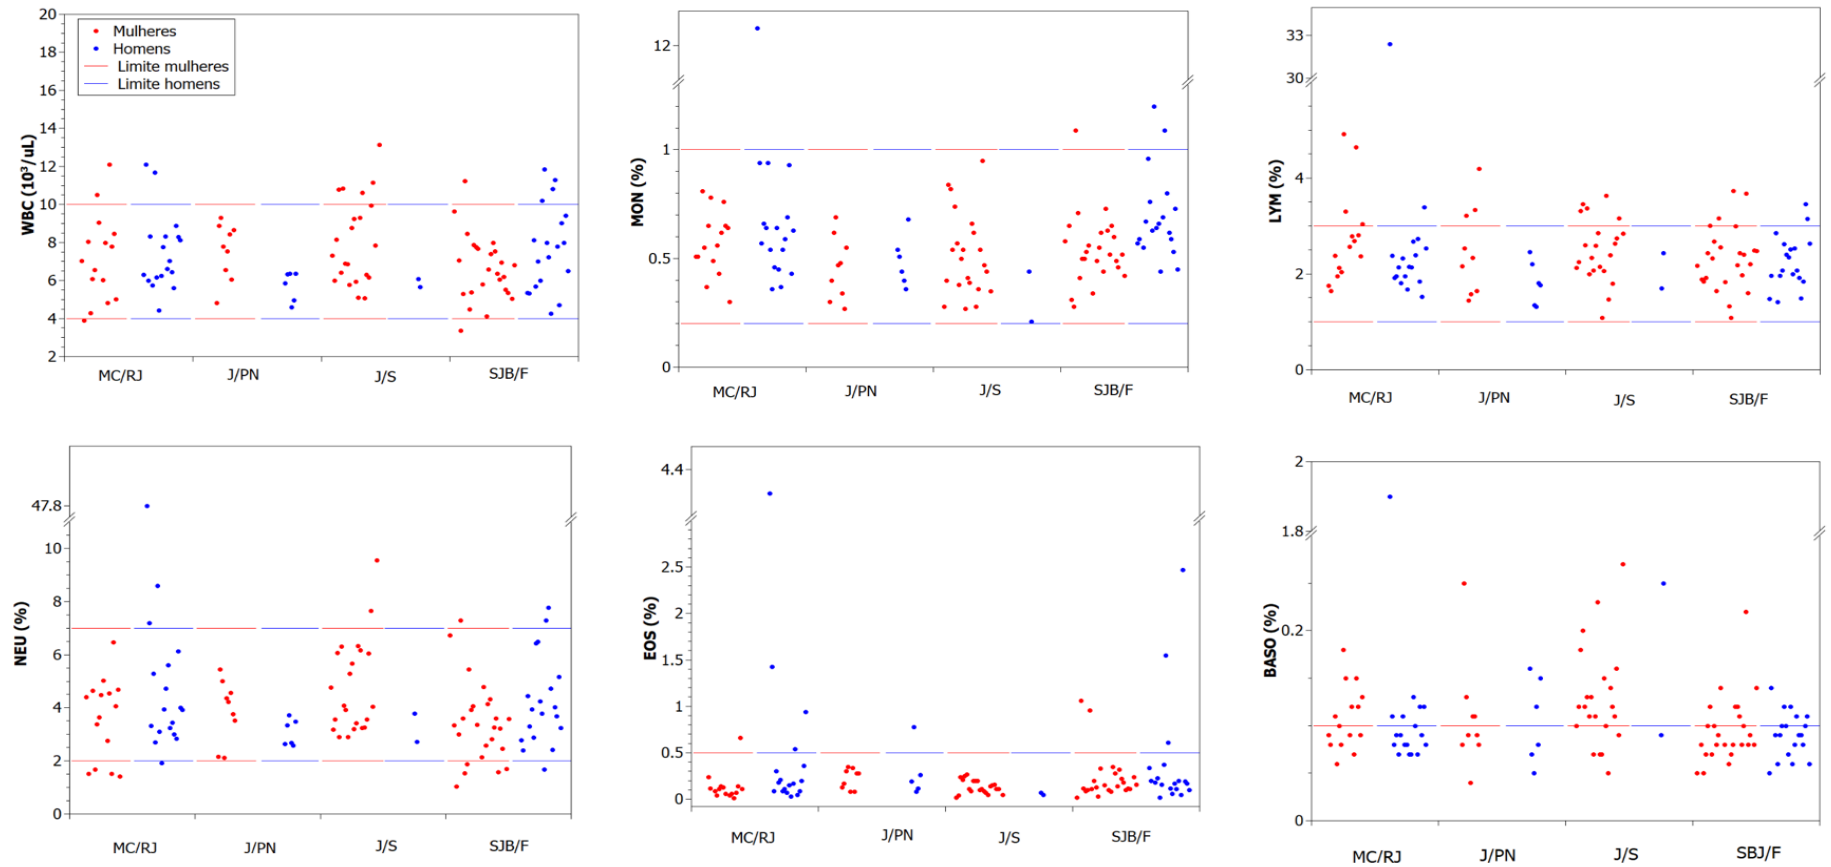 20
18
16
14
12
10
8
6
4
2
WBC (10³/uL)
Mulheres
Homens
Limite mulheres
Limite homens
MC/RJ J/PN J/S SJB/F
12
1
0.5
0
MON (%)
MC/RJ J/PN J/S SJB/F
33
30
4
2
0
LYM (%)
MC/RJ J/PN J/S SJB/F
47.8
10
8
6
4
2
0
NEU (%)
MC/RJ J/PN J/S SJB/F
4.4
2.5
2
1.5
1
0.5
0
EOS (%)
MC/RJ J/PN J/S SJB/F
2
1.8
0.2
0
BASO (%)
MC/RJ J/PN J/S SBJ/F